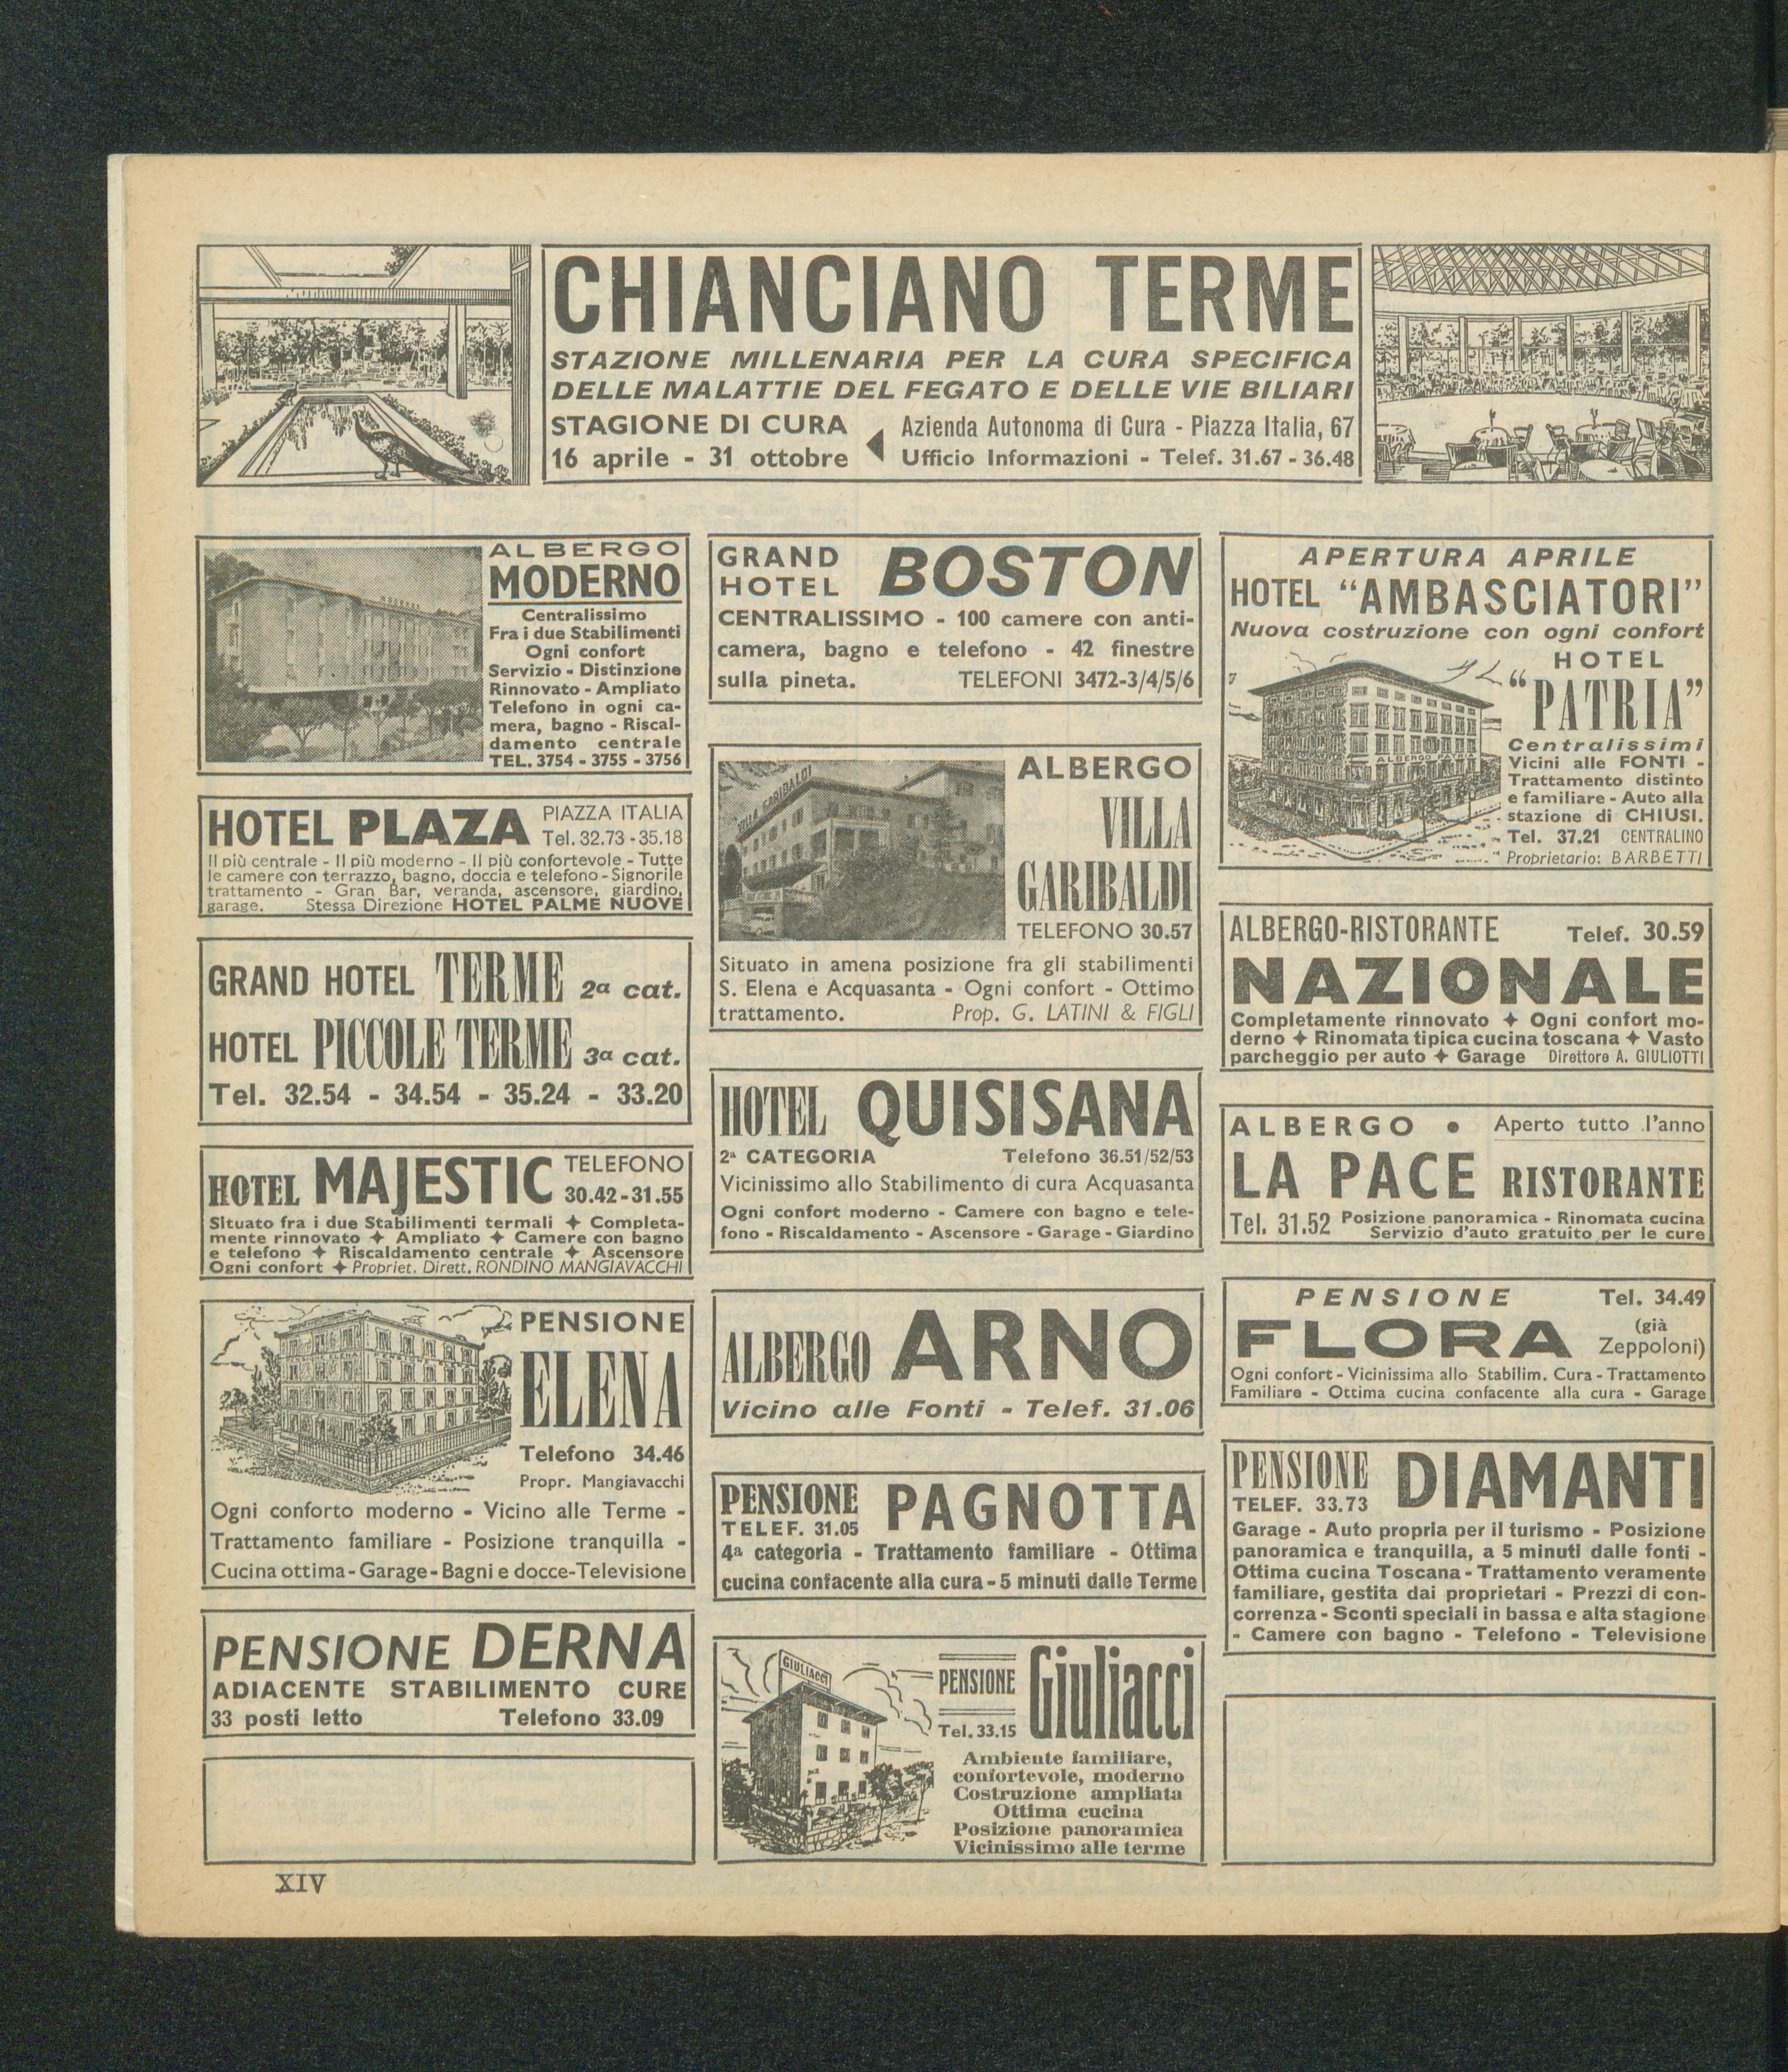 CHIANCIANO TERME
STAZIONE MILLENARIA PER LA CURA SPECIFICA
DELLE MALATTIE DEL FEGATO E DELLE VIE BILIARI
STAGIONE DI CURA
16 aprile - 31 ottobre
Azienda Autonoma di Cura - Piazza Italia, 67
Ufficio Informazioni - Telef. 31.67 - 36.48
ALBERGO
MODERNO
Centralissimo
Fra i due Stabilimenti
Ogni confort
Servizio - Distinzione
Rinnovato - Ampliato
Telefono in ogni ca-
mera, bagno - Riscal-
damento centrale
TEL. 3754 - 3755 - 3756
HOTEL PLAZA PIAZZA ITALIA
Tel. 32.73 - 35.18
Il più centrale - Il più moderno - Il più confortevole - Tutte
le camere con terrazzo, bagno, doccia e telefono - Signorile
trattamento - Gran Bar, veranda, ascensore, giardino,
garage. Stessa Direzione HOTEL PALME NUOVE
GRAND HOTEL TERME 2a cat.
HOTEL PICCOLE TERME 3a cat.
Tel. 32.54 - 34.54 - 35.24 - 33.20
HOTEL MAJESTIC TELEFONO
30.42 - 31.55
Situato fra i due Stabilimenti termali ✦ Completa-
mente rinnovato ✦ Ampliato ✦ Camere con bagno
e telefono ✦ Riscaldamento centrale ✦ Ascensore
Ogni confort ✦ Propriet. Dirett. RONDINO MANGIAVACCHI
PENSIONE
ELENA
Telefono 34.46
Propr. Mangiavacchi
Ogni conforto moderno - Vicino alle Terme -
Trattamento familiare - Posizione tranquilla -
Cucina ottima - Garage - Bagni e docce - Televisione
PENSIONE DERNA
ADIACENTE STABILIMENTO CURE
33 posti letto Telefono 33.09
GRAND
HOTEL BOSTON
CENTRALISSIMO - 100 camere con anti-
camera, bagno e telefono - 42 finestre
sulla pineta. TELEFONI 3472-3/4/5/6
VILLA GARIBALDI
ALBERGO
VILLA
GARIBALDI
TELEFONO 30.57
Situato in amena posizione fra gli stabilimenti
S. Elena e Acquasanta - Ogni confort - Ottimo
trattamento. Prop. G. LATINI & FIGLI
HOTEL QUISISANA
2a CATEGORIA Telefono 36.51/52/53
Vicinissimo allo Stabilimento di cura Acquasanta
Ogni confort moderno - Camere con bagno e tele-
fono - Riscaldamento - Ascensore - Garage - Giardino
ALBERGO ARNO
Vicino alle Fonti - Telef. 31.06
PENSIONE PAGNOTTA
TELEF. 31.05
4a categoria - Trattamento familiare - Ottima
cucina confacente alla cura - 5 minuti dalle Terme
GIULIACCI
PENSIONE Giuliacci
Tel. 33.15
Ambiente familiare,
confortevole, moderno
Costruzione ampliata
Ottima cucina
Posizione panoramica
Vicinissimo alle terme
APERTURA APRILE
HOTEL "AMBASCIATORI"
Nuova costruzione con ogni confort
HOTEL
"PATRIA"
Centralissimi
Vicini alle FONTI -
Trattamento distinto
e familiare - Auto alla
stazione di CHIUSI.
Tel. 37.21 CENTRALINO
Proprietario: BARBETTI
ALBERGO PATRIA
ALBERGO-RISTORANTE Telef. 30.59
NAZIONALE
Completamente rinnovato ✦ Ogni confort mo-
derno ✦ Rinomata tipica cucina toscana ✦ Vasto
parcheggio per auto ✦ Garage Direttore A. GIULIOTTI
ALBERGO • Aperto tutto l'anno
LA PACE RISTORANTE
Tel. 31.52 Posizione panoramica - Rinomata cucina
Servizio d'auto gratuito per le cure
PENSIONE Tel. 34.49
FLORA (già
Zeppoloni)
Ogni confort - Vicinissima allo Stabilim. Cura - Trattamento
Familiare - Ottima cucina confacente alla cura - Garage
PENSIONE DIAMANTI
TELEF. 33.73
Garage - Auto propria per il turismo - Posizione
panoramica e tranquilla, a 5 minuti dalle fonti -
Ottima cucina Toscana - Trattamento veramente
familiare, gestita dai proprietari - Prezzi di con-
correnza - Sconti speciali in bassa e alta stagione
- Camere con bagno - Telefono - Televisione
XIV